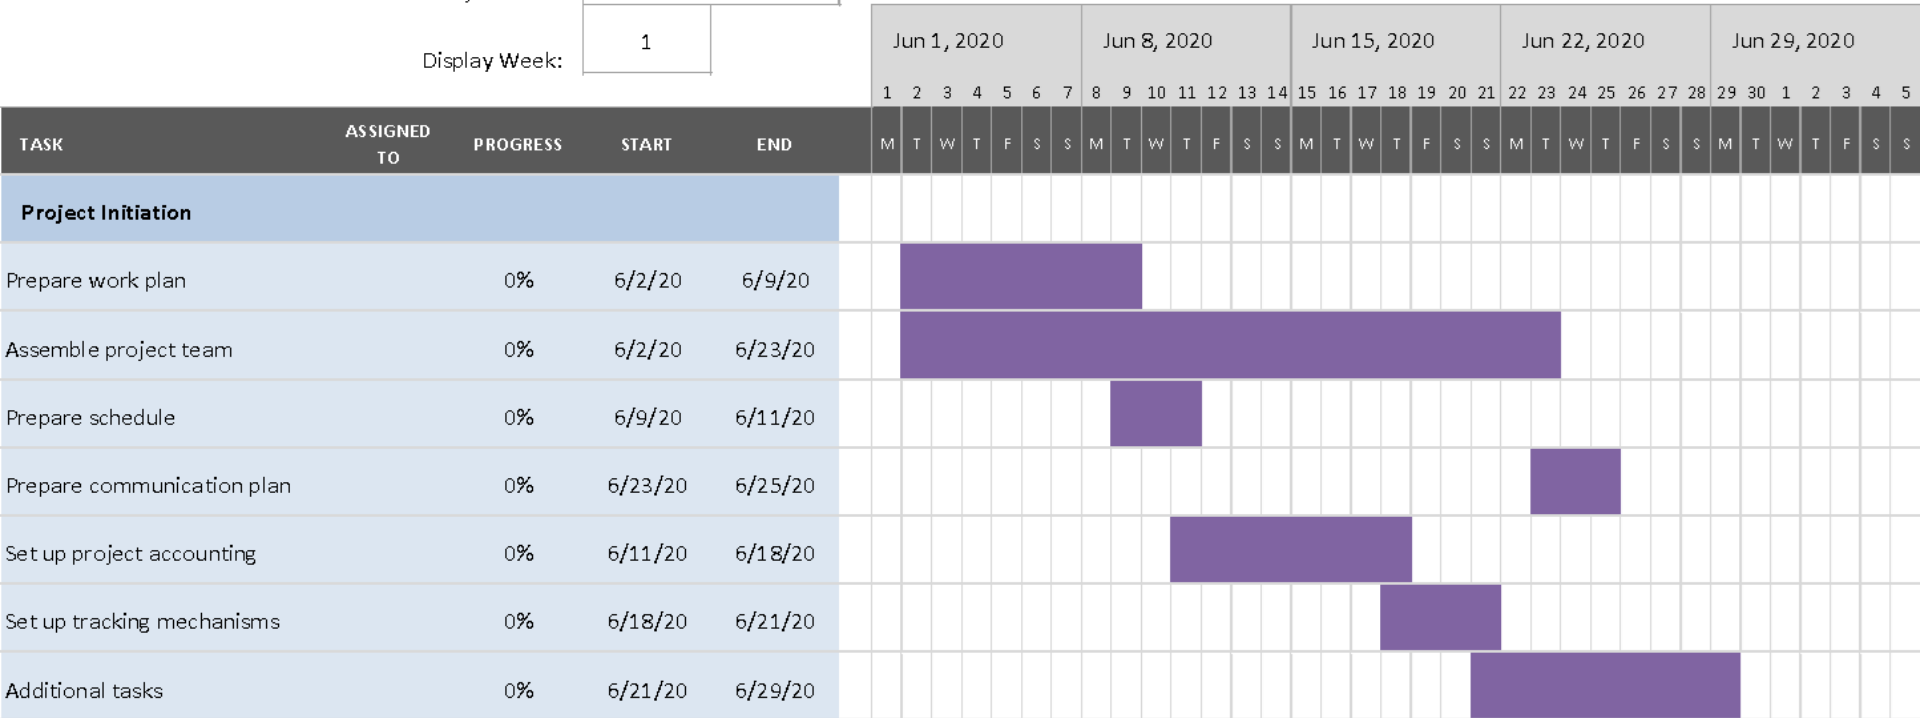 Display Week: 1
Jun 1, 2020 Jun 8, 2020 Jun 15, 2020 Jun 22, 2020 Jun 29, 2020
1 2 3 4 5 6 7 8 9 10 11 12 13 14 15 16 17 18 19 20 21 22 23 24 25 26 27 28 29 30 1 2 3 4 5
TASK ASSIGNED TO PROGRESS START END M T W T F S S M T W T F S S M T W T F S S M T W T F S S M T W T F S S
Project Initiation
Prepare work plan 0% 6/2/20 6/9/20
Assemble project team 0% 6/2/20 6/23/20
Prepare schedule 0% 6/9/20 6/11/20
Prepare communication plan 0% 6/23/20 6/25/20
Set up project accounting 0% 6/11/20 6/18/20
Set up tracking mechanisms 0% 6/18/20 6/21/20
Additional tasks 0% 6/21/20 6/29/20